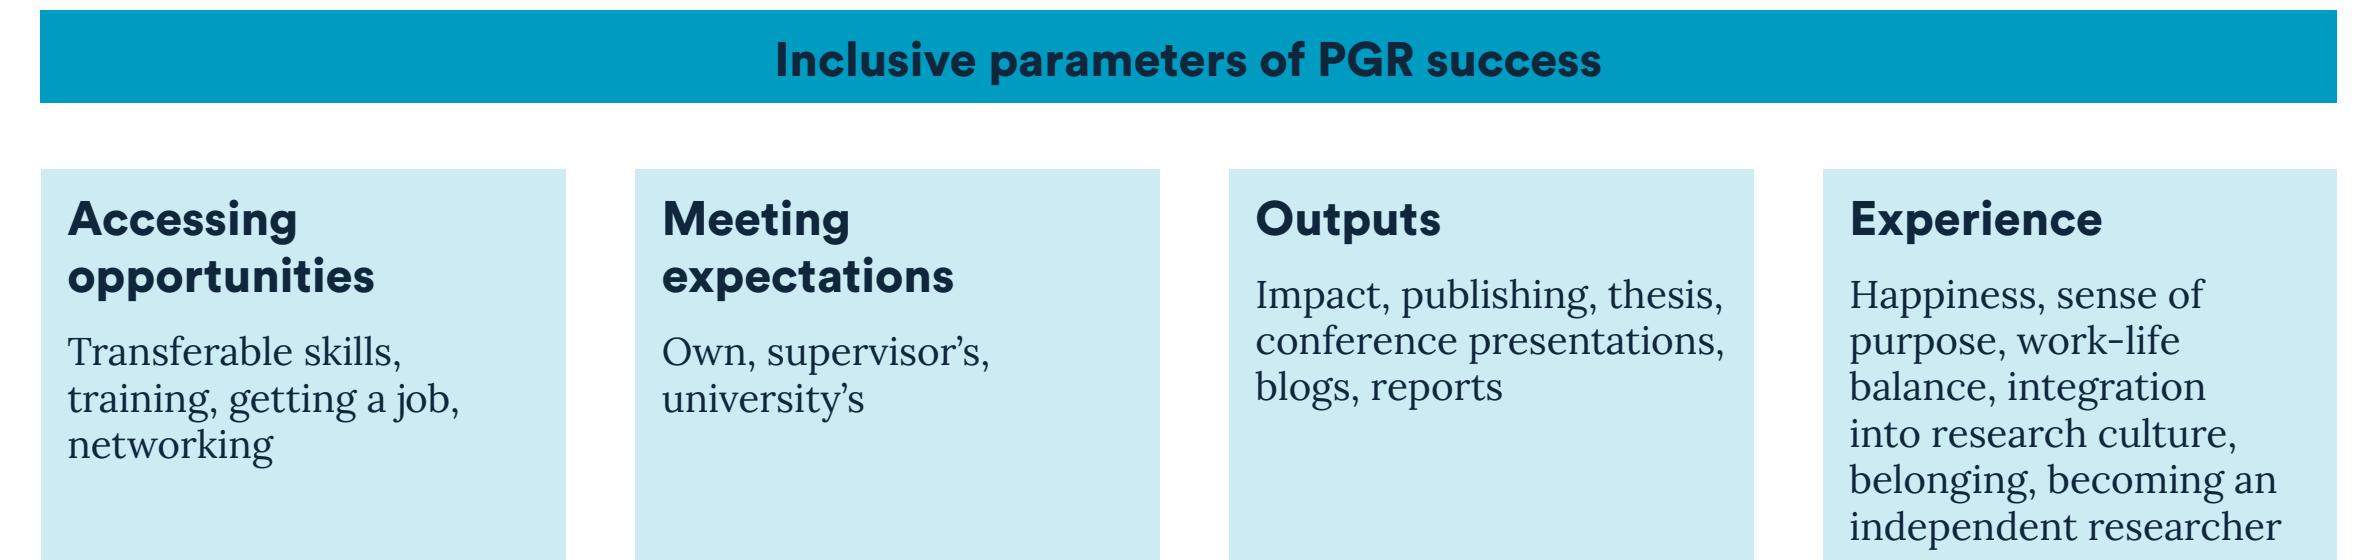 Inclusive parameters of PGR success
Accessing
opportunities
Transferable skills,
training, getting a job,
networking
Meeting
expectations
Own, supervisor’s,
university’s
Outputs
Impact, publishing, thesis,
conference presentations,
blogs, reports
Experience
Happiness, sense of
purpose, work-life
balance, integration
into research culture,
belonging, becoming an
independent researcher